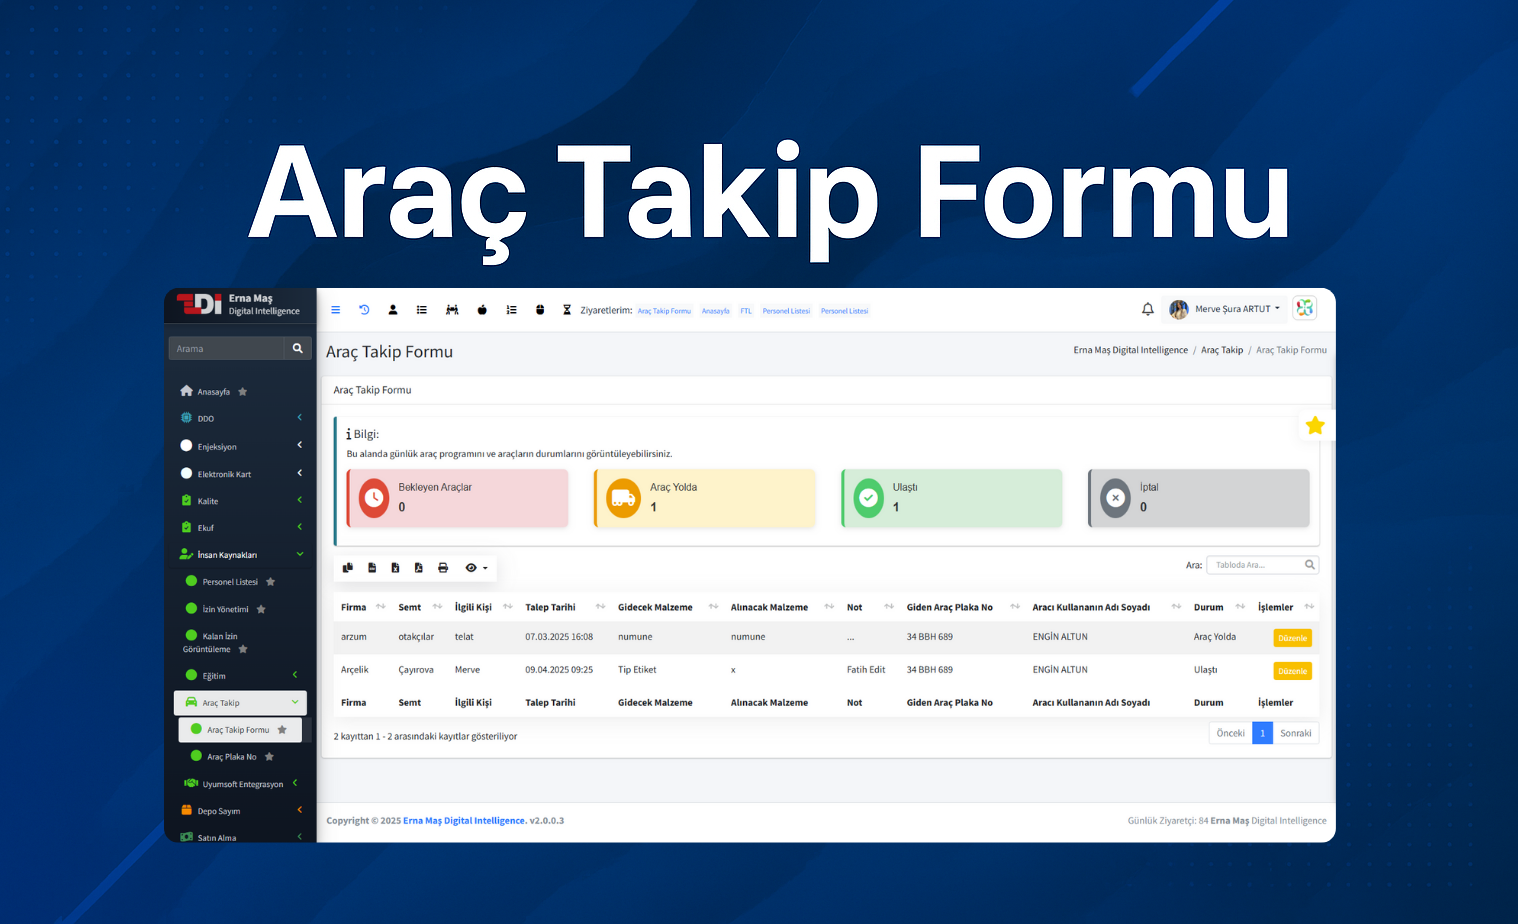 Araç Takip Formu
EDi Erna Maş
Digital Intelligence
Ziyaretlerim: Araç Takip Formu Anasayfa FTL Personel Listesi Personel Listesi
Merve Şura ARTUT
Arama
Araç Takip Formu
Erna Maş Digital Intelligence / Araç Takip / Araç Takip Formu
Anasayfa
DDO
Enjeksiyon
Elektronik Kart
Kalite
Ekuf
İnsan Kaynakları
Personel Listesi
İzin Yönetimi
Kalan İzin
Görüntüleme
Eğitim
Araç Takip
Araç Takip Formu
Araç Plaka No
Uyumsoft Entegrasyon
Depo Sayım
Satın Alma
Araç Takip Formu
Bilgi:
Bu alanda günlük araç programını ve araçların durumlarını görüntüleyebilirsiniz.
Bekleyen Araçlar
0
Araç Yolda
1
Ulaştı
1
İptal
0
Ara: Tabloda Ara...
Firma Semt İlgili Kişi Talep Tarihi Gidecek Malzeme Alınacak Malzeme Not Giden Araç Plaka No Aracı Kullananın Adı Soyadı Durum İşlemler
arzum otakçılar telat 07.03.2025 16:08 numune numune ... 34 BBH 689 ENGİN ALTUN Araç Yolda Düzenle
Arçelik Çayırova Merve 09.04.2025 09:25 Tip Etiket x Fatih Edit 34 BBH 689 ENGİN ALTUN Ulaştı Düzenle
Firma Semt İlgili Kişi Talep Tarihi Gidecek Malzeme Alınacak Malzeme Not Giden Araç Plaka No Aracı Kullananın Adı Soyadı Durum İşlemler
2 kayıttan 1 - 2 arasındaki kayıtlar gösteriliyor
Önceki 1 Sonraki
Copyright © 2025 Erna Maş Digital Intelligence. v2.0.0.3
Günlük Ziyaretçi: 84 Erna Maş Digital Intelligence